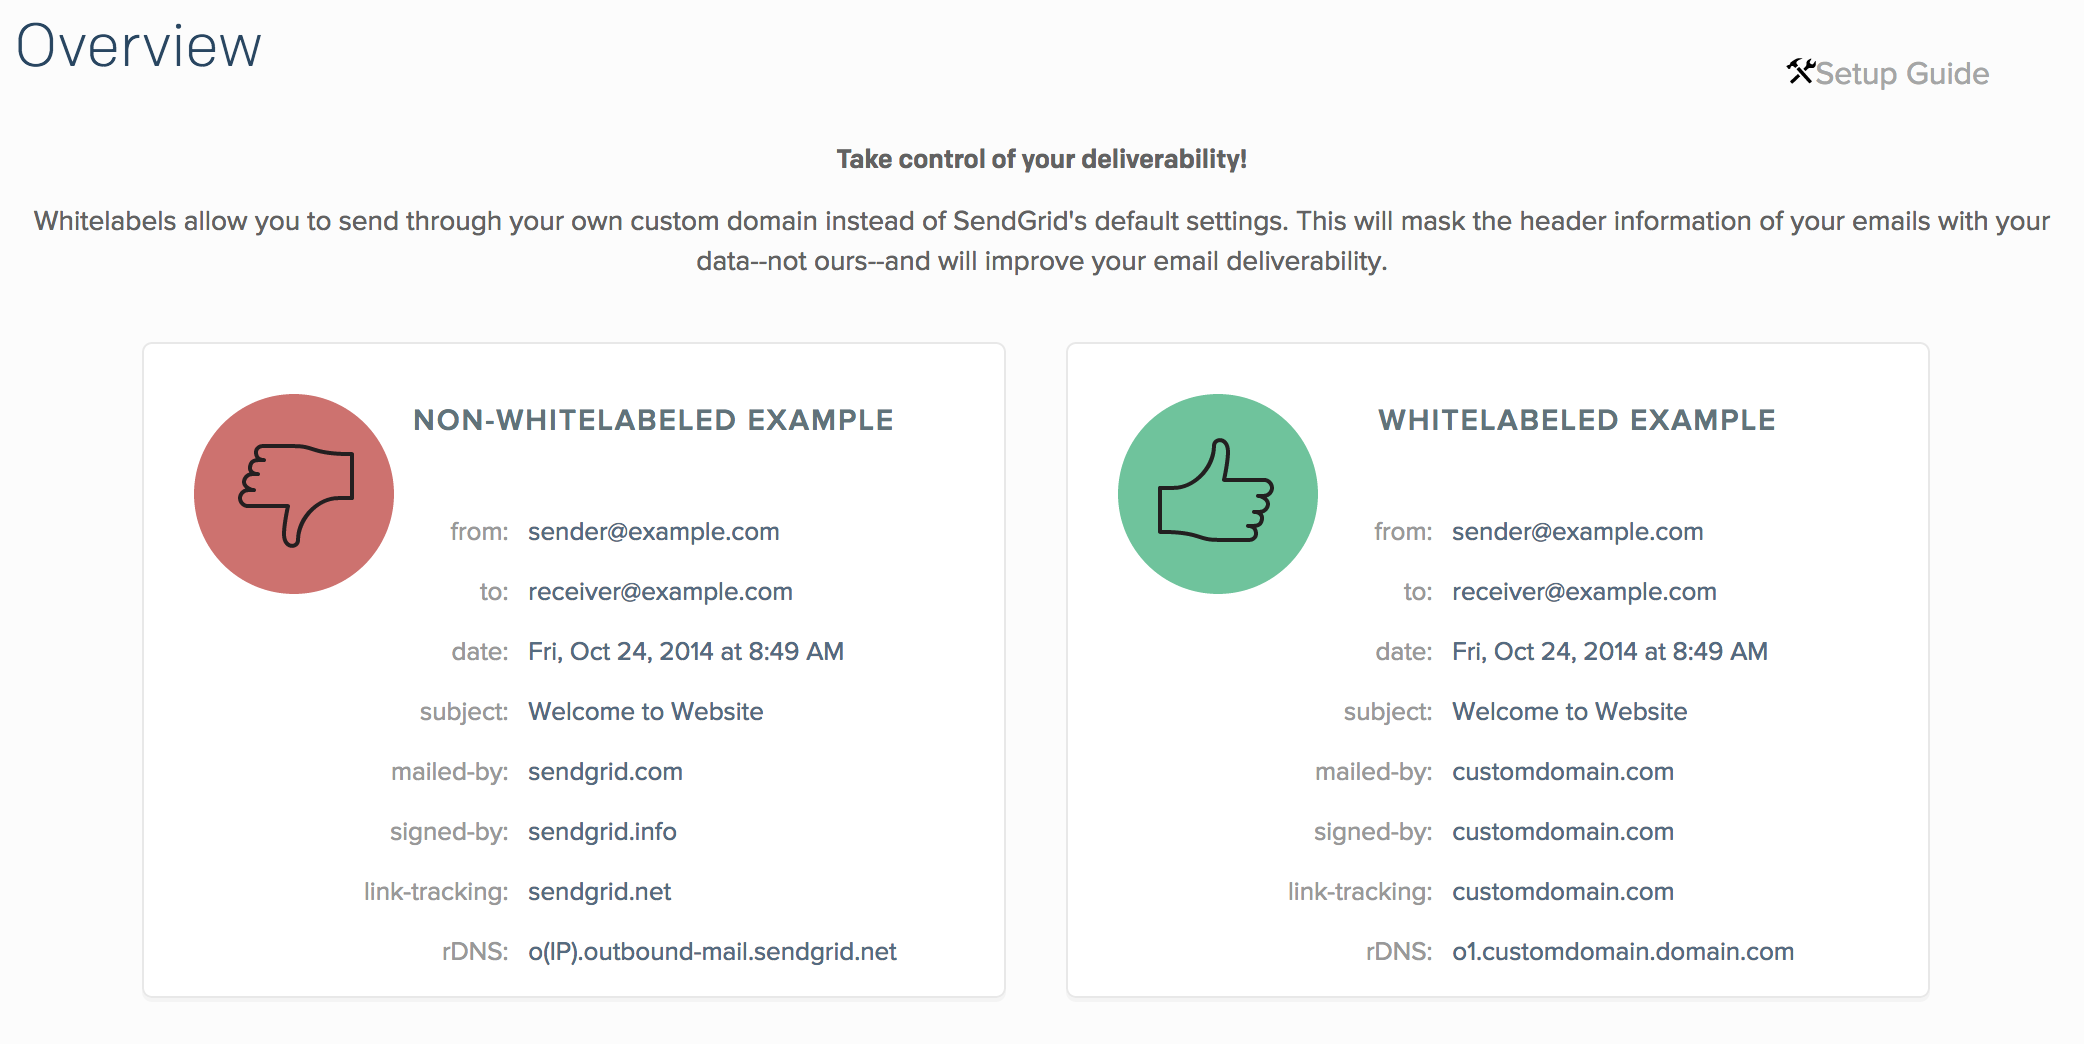 Overview
Setup Guide
Take control of your deliverability!
Whitelabels allow you to send through your own custom domain instead of SendGrid's default settings. This will mask the header information of your emails with your
data--not ours--and will improve your email deliverability.
NON-WHITELABELED EXAMPLE
from: sender@example.com
to: receiver@example.com
date: Fri, Oct 24, 2014 at 8:49 AM
subject: Welcome to Website
mailed-by: sendgrid.com
signed-by: sendgrid.info
link-tracking: sendgrid.net
rDNS: o(IP).outbound-mail.sendgrid.net
WHITELABELED EXAMPLE
from: sender@example.com
to: receiver@example.com
date: Fri, Oct 24, 2014 at 8:49 AM
subject: Welcome to Website
mailed-by: customdomain.com
signed-by: customdomain.com
link-tracking: customdomain.com
rDNS: o1.customdomain.domain.com